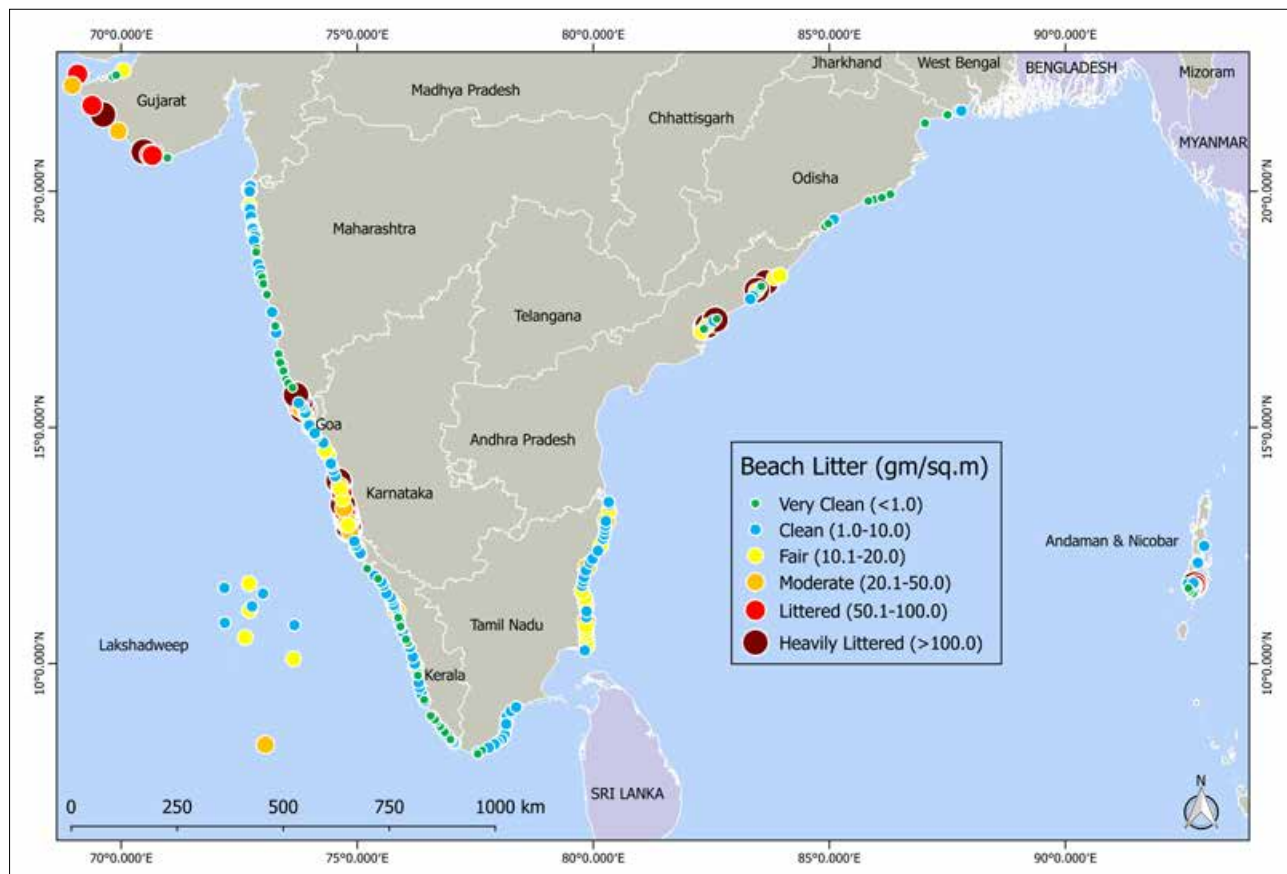 70°0.000'E 75°0.000'E 80°0.000'E 85°0.000'E 90°0.000'E
Jharkhand
West Bengal
BENGLADESH
Mizoram
Madhya Pradesh
Gujarat
Chhattisgarh
MYANMAR
Odisha
20°0.000'N
20°0.000'N
Maharashtra
Telangana
15°0.000'N
Goa
Andhra Pradesh
15°0.000'N
Karnataka
Beach Litter (gm/sq.m)
Very Clean (<1.0)
Clean (1.0-10.0)
Fair (10.1-20.0)
Moderate (20.1-50.0)
Littered (50.1-100.0)
Heavily Littered (>100.0)
Andaman & Nicobar
Tamil Nadu
Lakshadweep
10°0.000'N
Kerala
10°0.000'N
SRI LANKA
N
0 250 500 750 1000 km
70°0.000'E 75°0.000'E 80°0.000'E 85°0.000'E 90°0.000'E